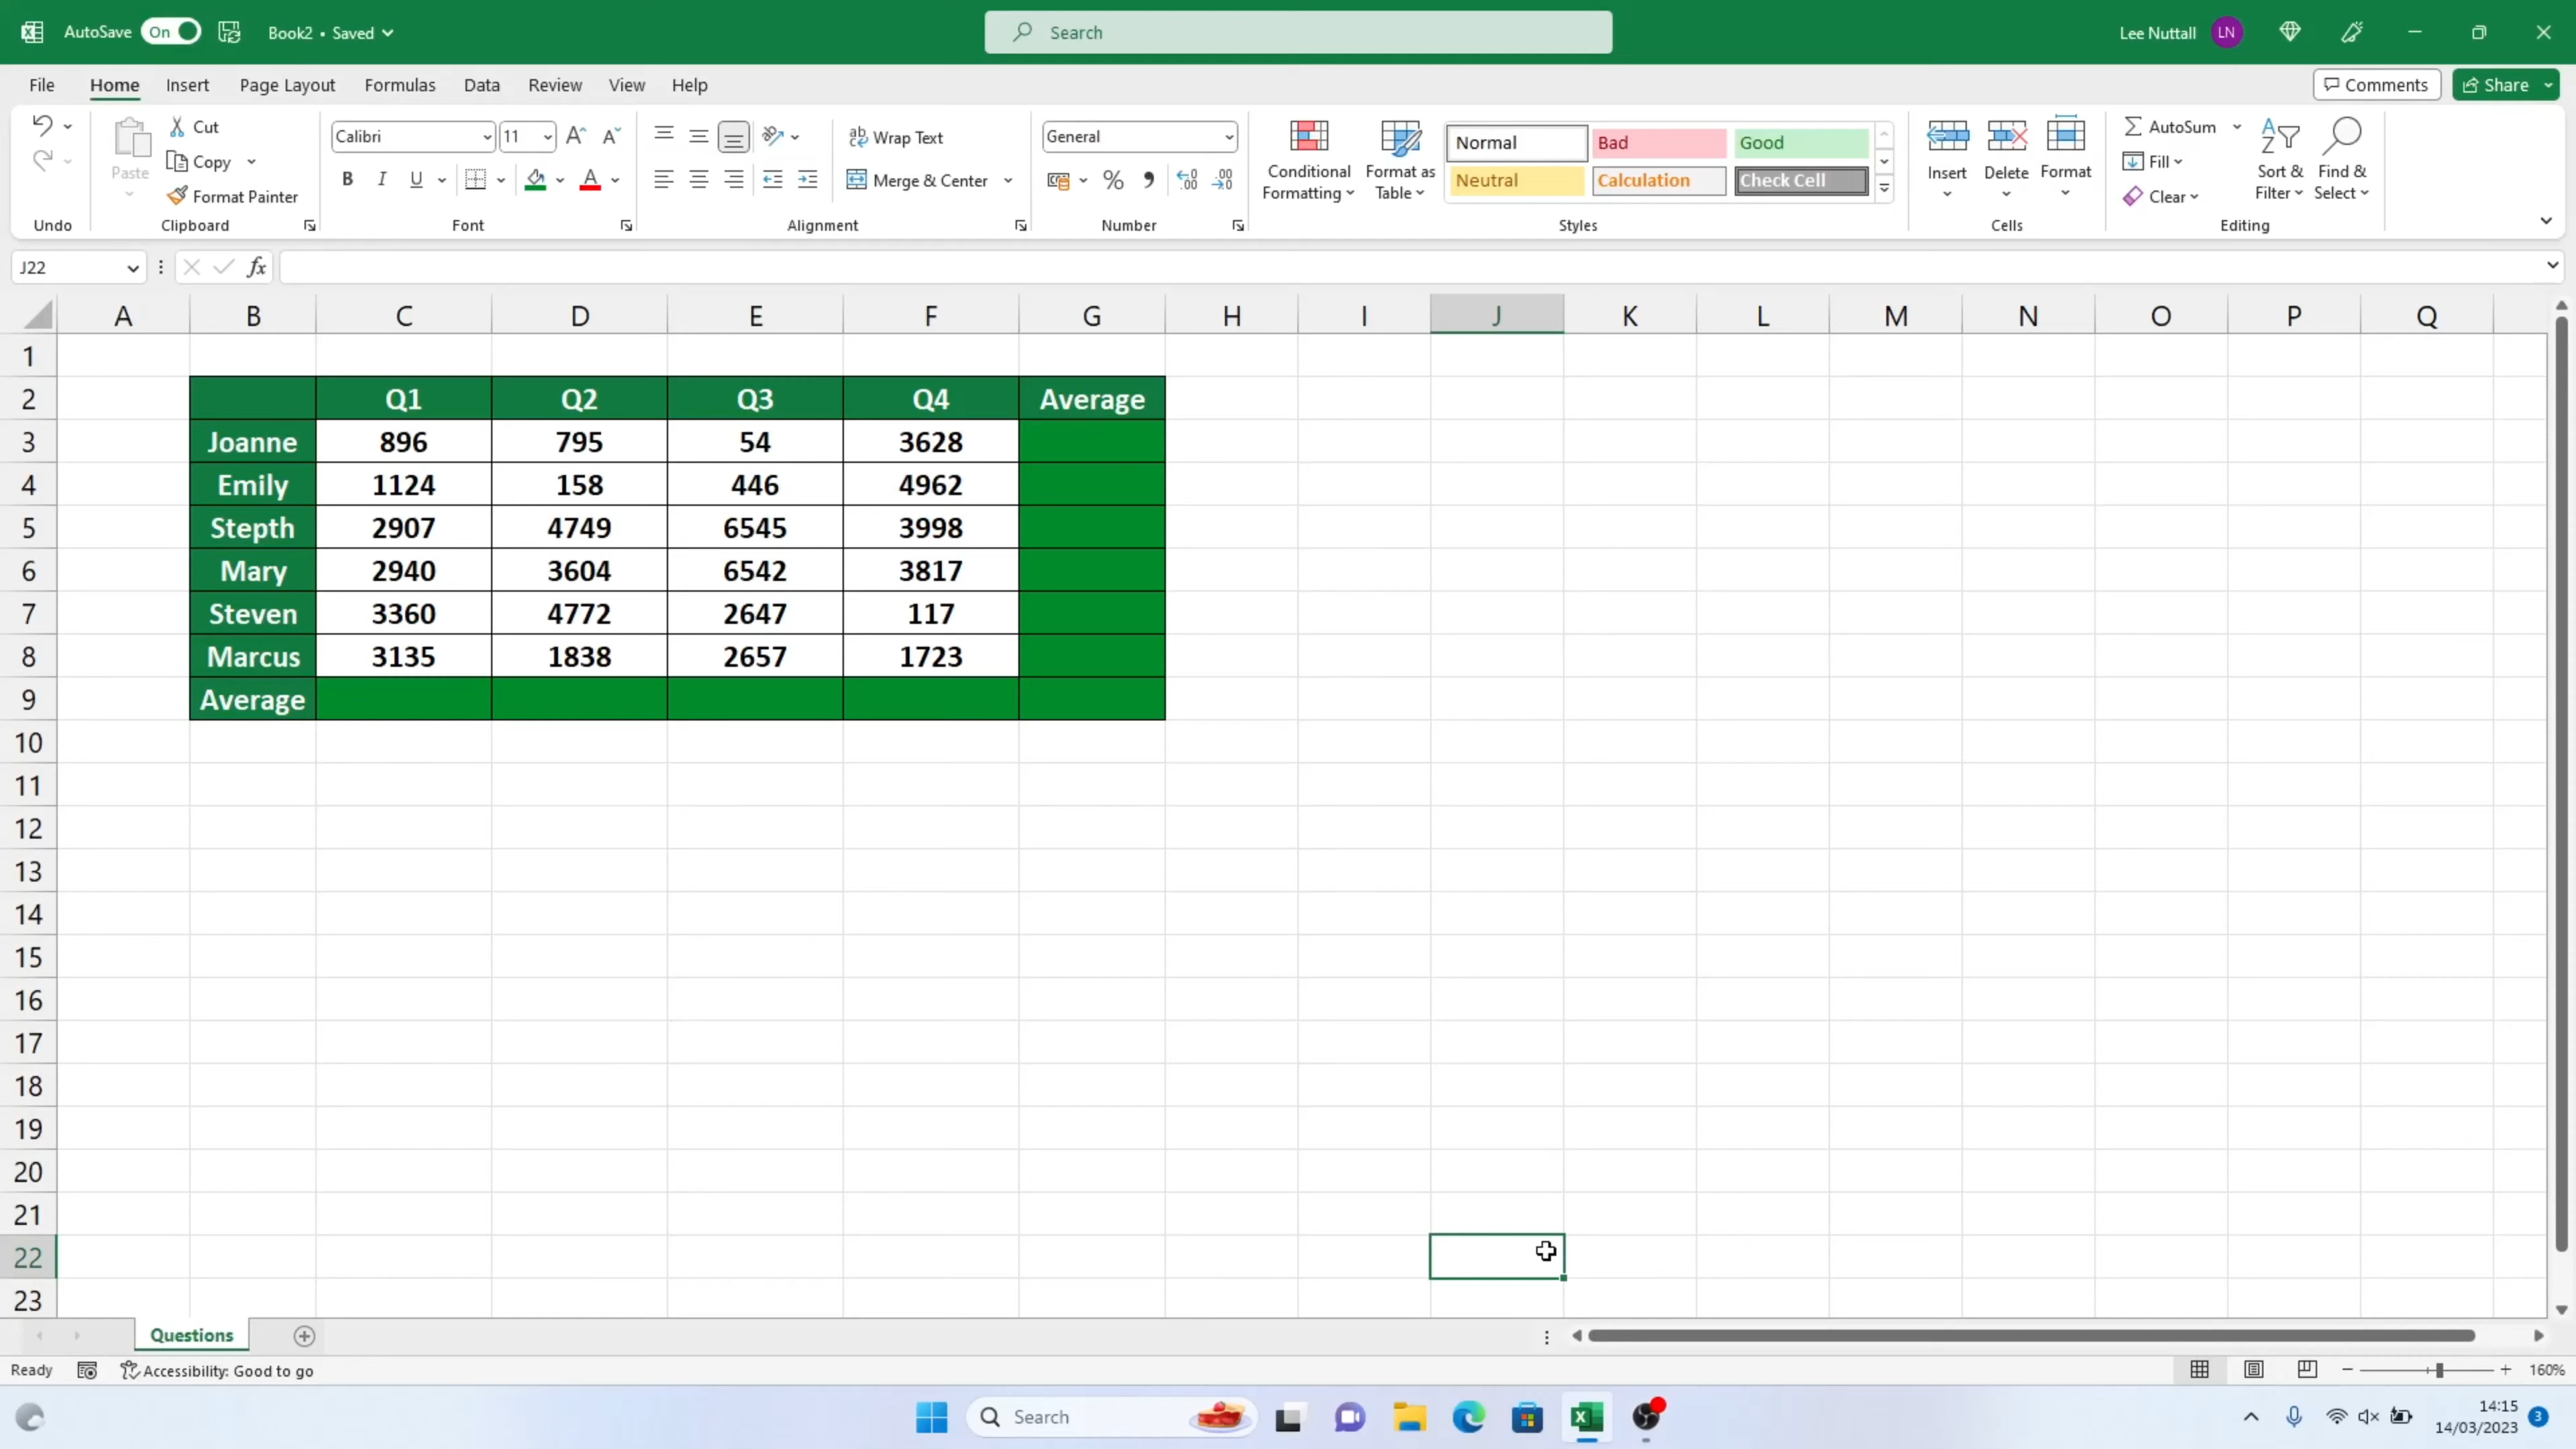 AutoSave On Book2 • Saved Search Lee Nuttall LN
File Home Insert Page Layout Formulas Data Review View Help Comments Share
Paste Cut Copy Format Painter
Calibri 11 A A
B I U A
Wrap Text
Merge & Center
General
% , .00
Conditional Formatting Format as Table
Normal Bad Good
Neutral Calculation Check Cell
Insert Delete Format
AutoSum Fill Clear
Sort & Filter Find & Select
Undo Clipboard Font Alignment Number Styles Cells Editing
J22 fx
A B C D E F G H I J K L M N O P Q
1
2 Q1 Q2 Q3 Q4 Average
3 Joanne 896 795 54 3628
4 Emily 1124 158 446 4962
5 Stepth 2907 4749 6545 3998
6 Mary 2940 3604 6542 3817
7 Steven 3360 4772 2647 117
8 Marcus 3135 1838 2657 1723
9 Average
10
11
12
13
14
15
16
17
18
19
20
21
22
23
Questions
Ready Accessibility: Good to go 160%
Search 14:15
14/03/2023 3